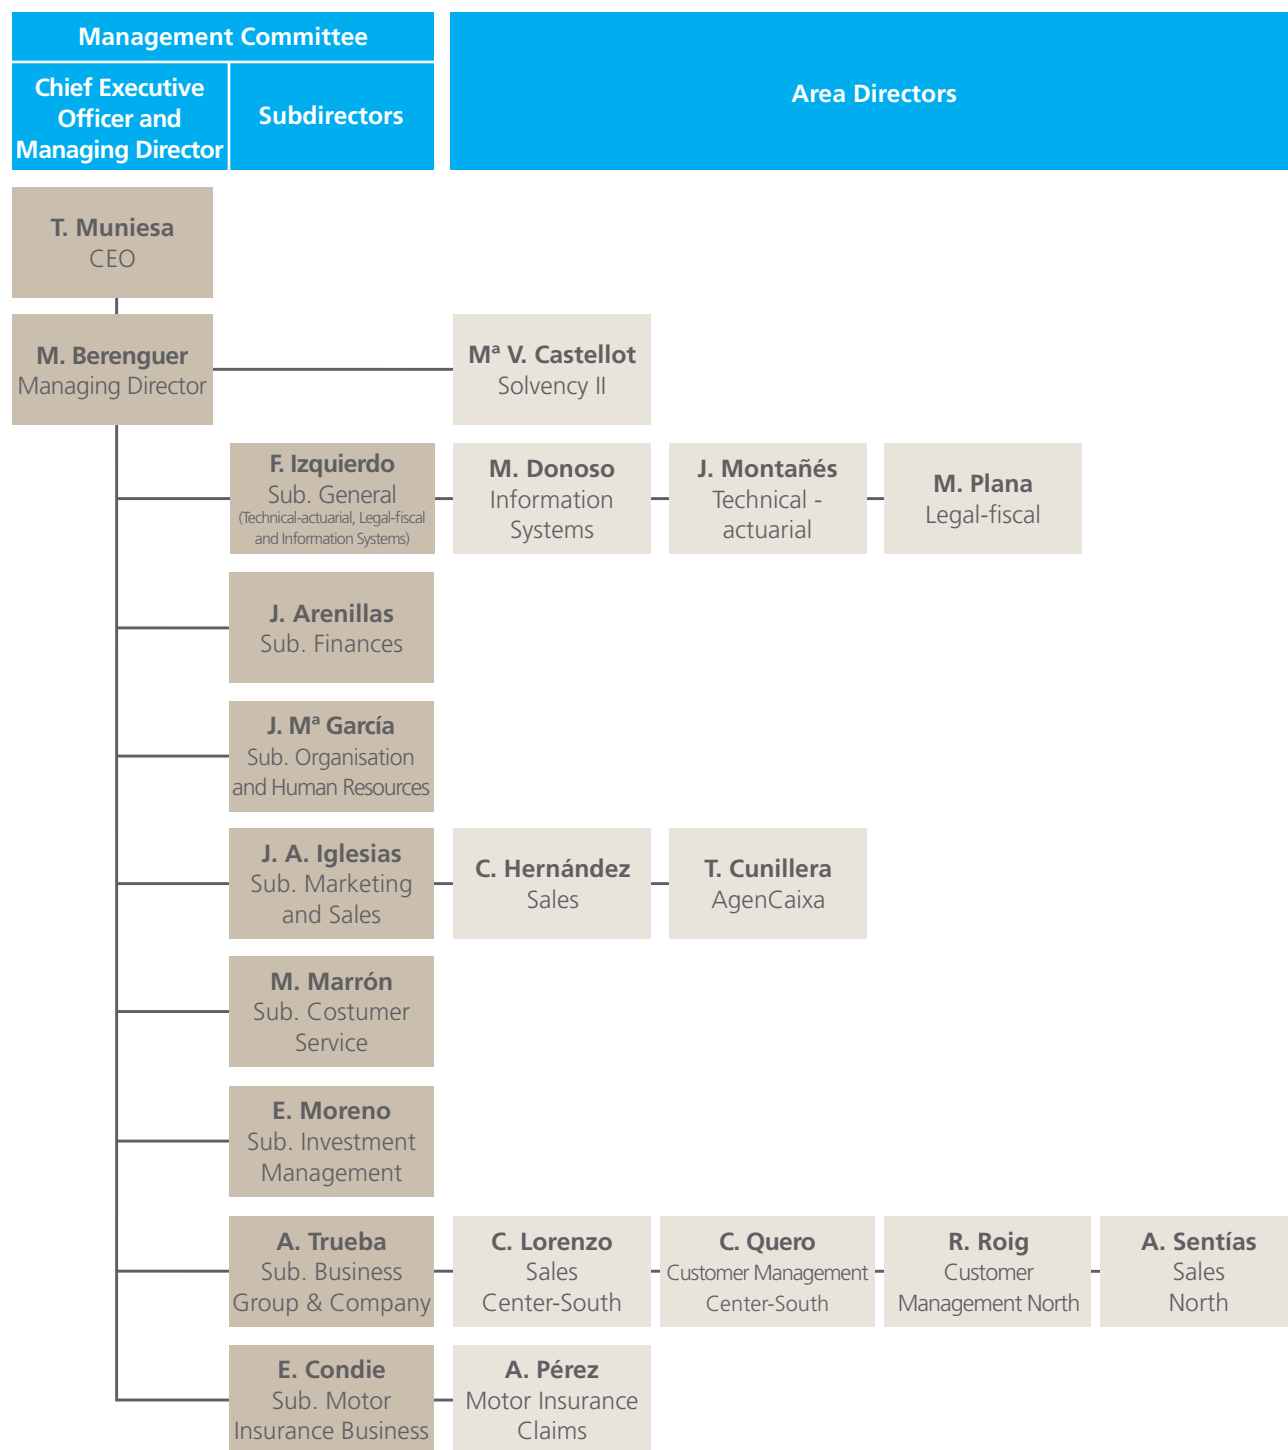 Management Committee
Chief Executive
Officer and
Managing Director
Subdirectors
Area Directors
T. Muniesa
CEO
M. Berenguer
Managing Director
Mª V. Castellot
Solvency II
F. Izquierdo
Sub. General
(Technical-actuarial, Legal-fiscal
and Information Systems)
M. Donoso
Information
Systems
J. Montañés
Technical -
actuarial
M. Plana
Legal-fiscal
J. Arenillas
Sub. Finances
J. Mª García
Sub. Organisation
and Human Resources
J. A. Iglesias
Sub. Marketing
and Sales
C. Hernández
Sales
T. Cunillera
AgenCaixa
M. Marrón
Sub. Costumer
Service
E. Moreno
Sub. Investment
Management
A. Trueba
Sub. Business
Group & Company
C. Lorenzo
Sales
Center-South
C. Quero
Customer Management
Center-South
R. Roig
Customer
Management North
A. Sentías
Sales
North
E. Condie
Sub. Motor
Insurance Business
A. Pérez
Motor Insurance
Claims